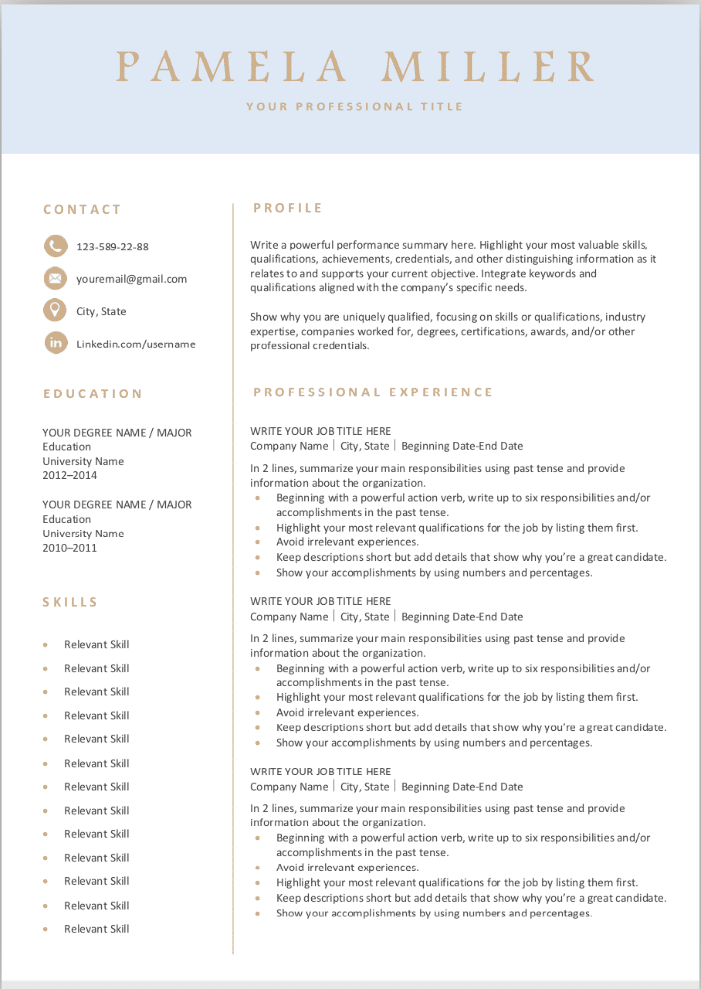 PAMELA MILLER
YOUR PROFESSIONAL TITLE
CONTACT
123-589-22-88
youremail@gmail.com
City, State
in
Linkedin.com/username
EDUCATION
YOUR DEGREE NAME / MAJOR
Education
University Name
2012–2014
YOUR DEGREE NAME / MAJOR
Education
University Name
2010–2011
SKILLS
• Relevant Skill
• Relevant Skill
• Relevant Skill
• Relevant Skill
• Relevant Skill
• Relevant Skill
• Relevant Skill
• Relevant Skill
• Relevant Skill
• Relevant Skill
• Relevant Skill
• Relevant Skill
• Relevant Skill
PROFILE
Write a powerful performance summary here. Highlight your most valuable skills,
qualifications, achievements, credentials, and other distinguishing information as it
relates to and supports your current objective. Integrate keywords and
qualifications aligned with the company’s specific needs.
Show why you are uniquely qualified, focusing on skills or qualifications, industry
expertise, companies worked for, degrees, certifications, awards, and/or other
professional credentials.
PROFESSIONAL EXPERIENCE
WRITE YOUR JOB TITLE HERE
Company Name | City, State | Beginning Date-End Date
In 2 lines, summarize your main responsibilities using past tense and provide
information about the organization.
• Beginning with a powerful action verb, write up to six responsibilities and/or
accomplishments in the past tense.
• Highlight your most relevant qualifications for the job by listing them first.
• Avoid irrelevant experiences.
• Keep descriptions short but add details that show why you’re a great candidate.
• Show your accomplishments by using numbers and percentages.
WRITE YOUR JOB TITLE HERE
Company Name | City, State | Beginning Date-End Date
In 2 lines, summarize your main responsibilities using past tense and provide
information about the organization.
• Beginning with a powerful action verb, write up to six responsibilities and/or
accomplishments in the past tense.
• Highlight your most relevant qualifications for the job by listing them first.
• Avoid irrelevant experiences.
• Keep descriptions short but add details that show why you’re a great candidate.
• Show your accomplishments by using numbers and percentages.
WRITE YOUR JOB TITLE HERE
Company Name | City, State | Beginning Date-End Date
In 2 lines, summarize your main responsibilities using past tense and provide
information about the organization.
• Beginning with a powerful action verb, write up to six responsibilities and/or
accomplishments in the past tense.
• Avoid irrelevant experiences.
• Highlight your most relevant qualifications for the job by listing them first.
• Keep descriptions short but add details that show why you’re a great candidate.
• Show your accomplishments by using numbers and percentages.